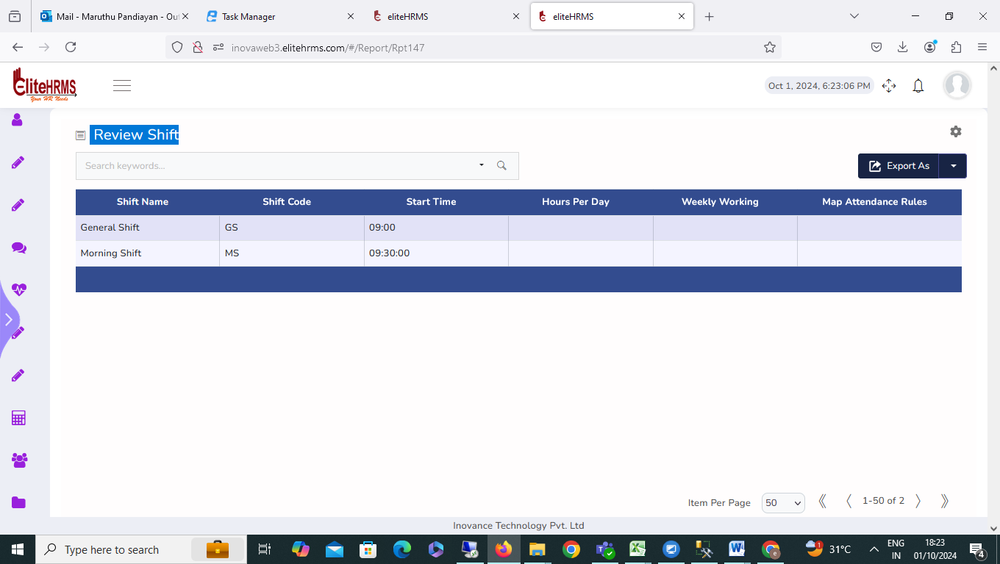 Mail - Maruthu Pandiayan - Ou
Task Manager
eliteHRMS
eliteHRMS
inovaweb3.elitehrms.com/#/Report/Rpt147
EliteHRMS
Your HR Needs
Oct 1, 2024, 6:23:06 PM
Review Shift
Search keywords...
Export As
Shift Name Shift Code Start Time Hours Per Day Weekly Working Map Attendance Rules
General Shift GS 09:00
Morning Shift MS 09:30:00
Item Per Page 50 1-50 of 2
Inovance Technology Pvt. Ltd
Type here to search
1
31°C
ENG
IN
18:23
01/10/2024
4